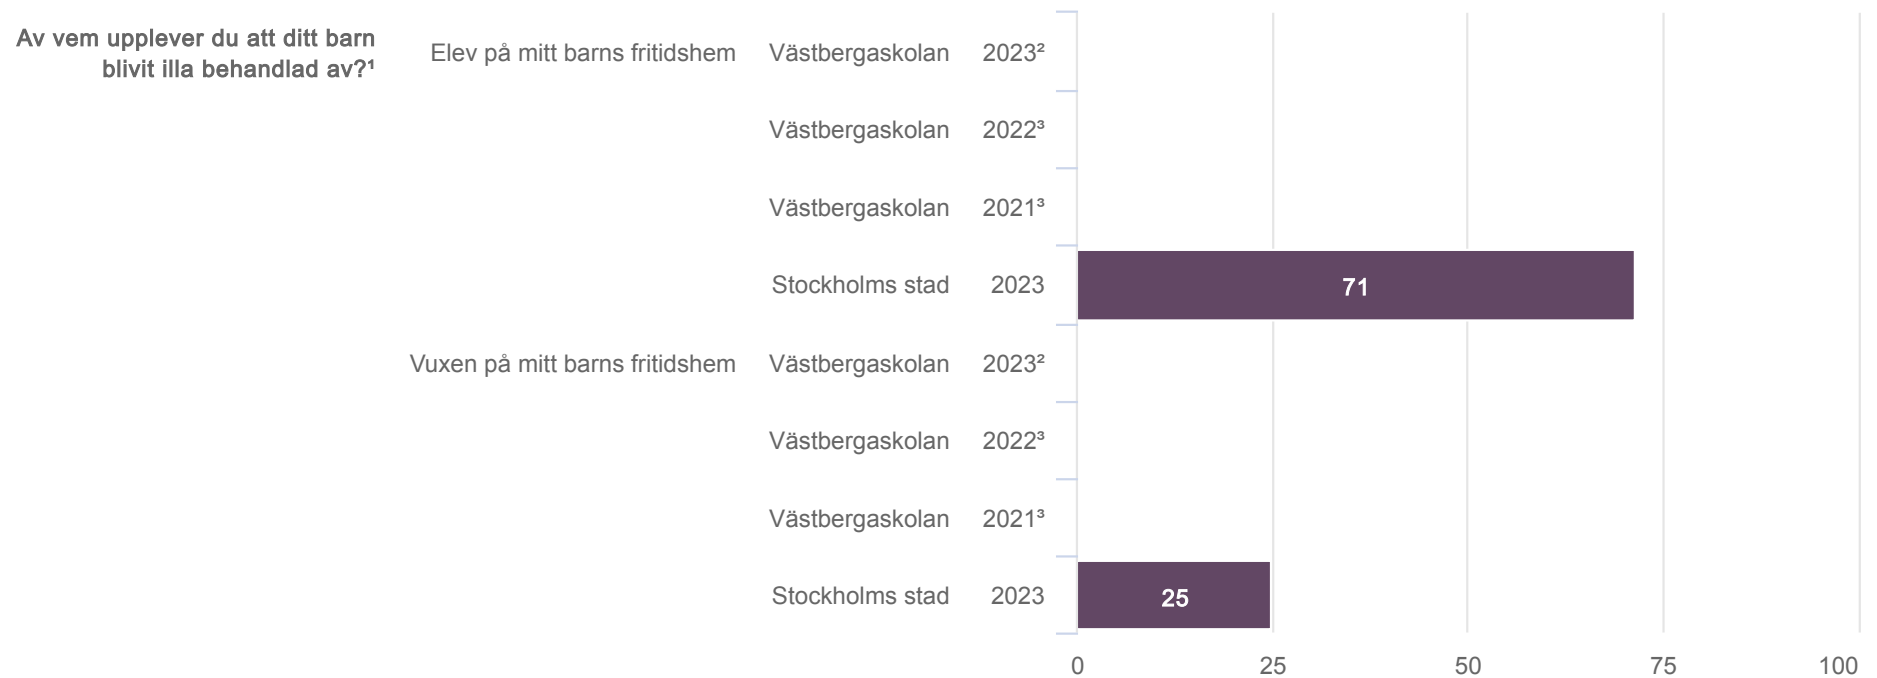 Av vem upplever du att ditt barn
blivit illa behandlad av?¹
Elev på mitt barns fritidshem Västbergaskolan 2023²
Västbergaskolan 2022³
Västbergaskolan 2021³
Stockholms stad 2023 71
Vuxen på mitt barns fritidshem Västbergaskolan 2023²
Västbergaskolan 2022³
Västbergaskolan 2021³
Stockholms stad 2023 25
0 25 50 75 100